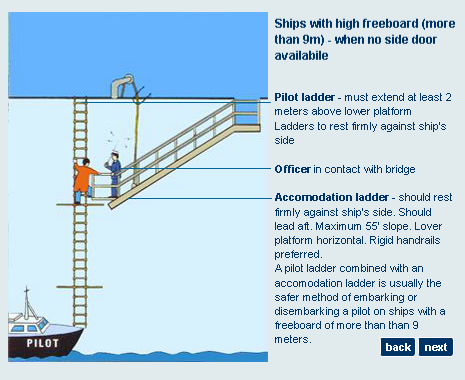 Ships with high freeboard (more
than 9m) - when no side door
availabile
Pilot ladder - must extend at least 2
meters above lower platform
Ladders to rest firmly against ship's
side
Officer in contact with bridge
Accomodation ladder - should rest
firmly against ship's side. Should
lead aft. Maximum 55' slope. Lover
platform horizontal. Rigid handrails
preferred.
A pilot ladder combined with an
accomodation ladder is usually the
safer method of embarking or
disembarking a pilot on ships with a
freeboard of more than than 9
meters.
back next
PILOT